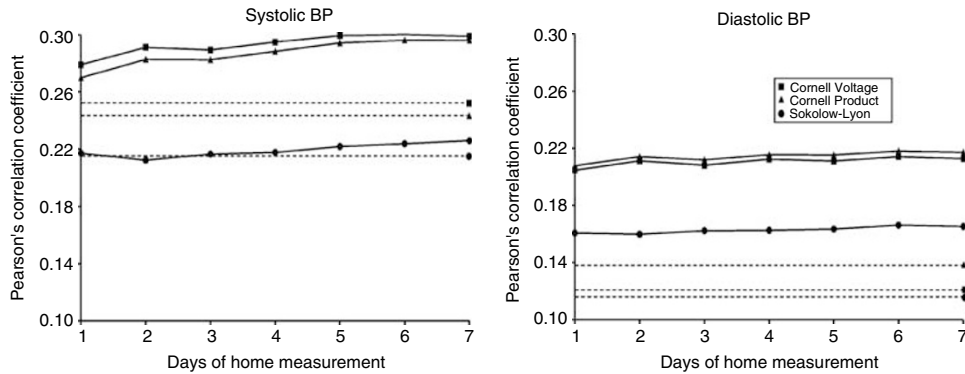 Systolic BP
Pearson's correlation coefficient
0.30
0.26
0.22
0.18
0.14
0.10
1 2 3 4 5 6 7
Days of home measurement
Diastolic BP
Pearson's correlation coefficient
0.30
0.26
0.22
0.18
0.14
0.10
1 2 3 4 5 6 7
Days of home measurement
Cornell Voltage
Cornell Product
Sokolow-Lyon